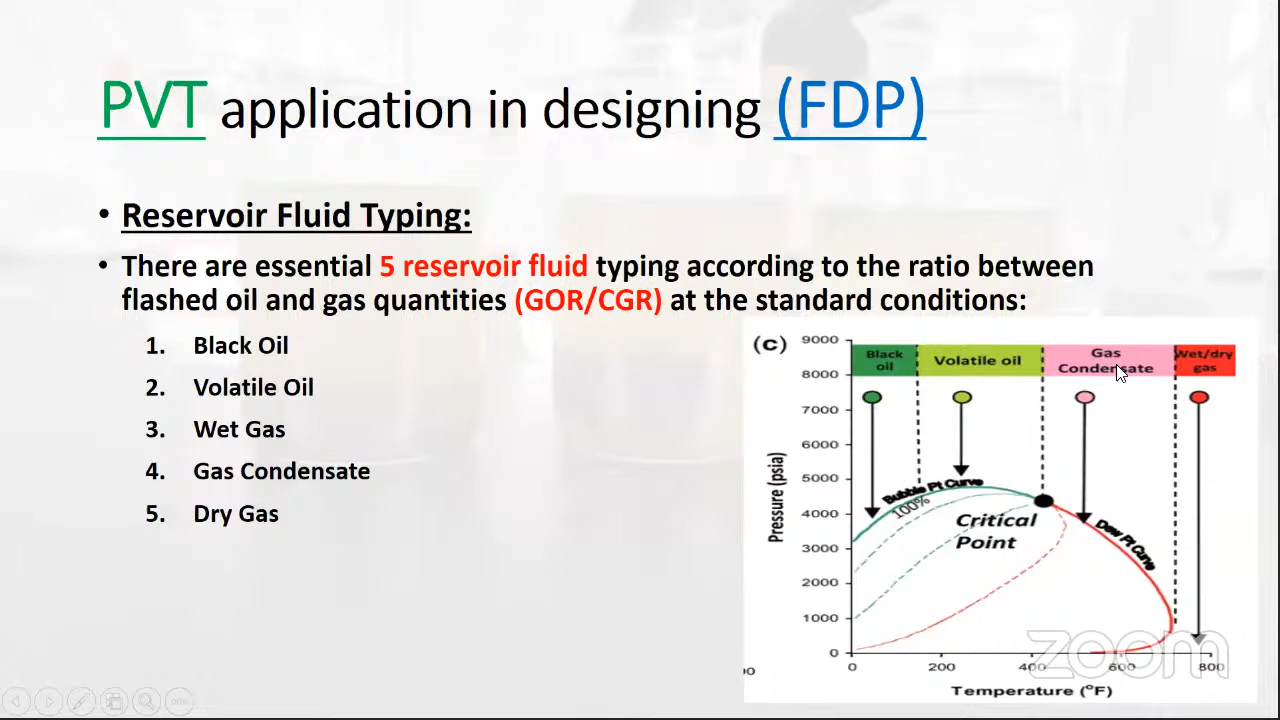 PVT application in designing (FDP)
• Reservoir Fluid Typing:
• There are essential 5 reservoir fluid typing according to the ratio between
flashed oil and gas quantities (GOR/CGR) at the standard conditions:
1. Black Oil
2. Volatile Oil
3. Wet Gas
4. Gas Condensate
5. Dry Gas
(c)
Black
oil
Volatile oil
Gas
Condensate
Wet/dry
gas
9000
8000
7000
6000
5000
4000
3000
2000
1000
0
Pressure (psia)
Bubble Pt Curve
100%
Critical
Point
Dew Pt Curve
0 200 400 600 800
Temperature (°F)
zoom